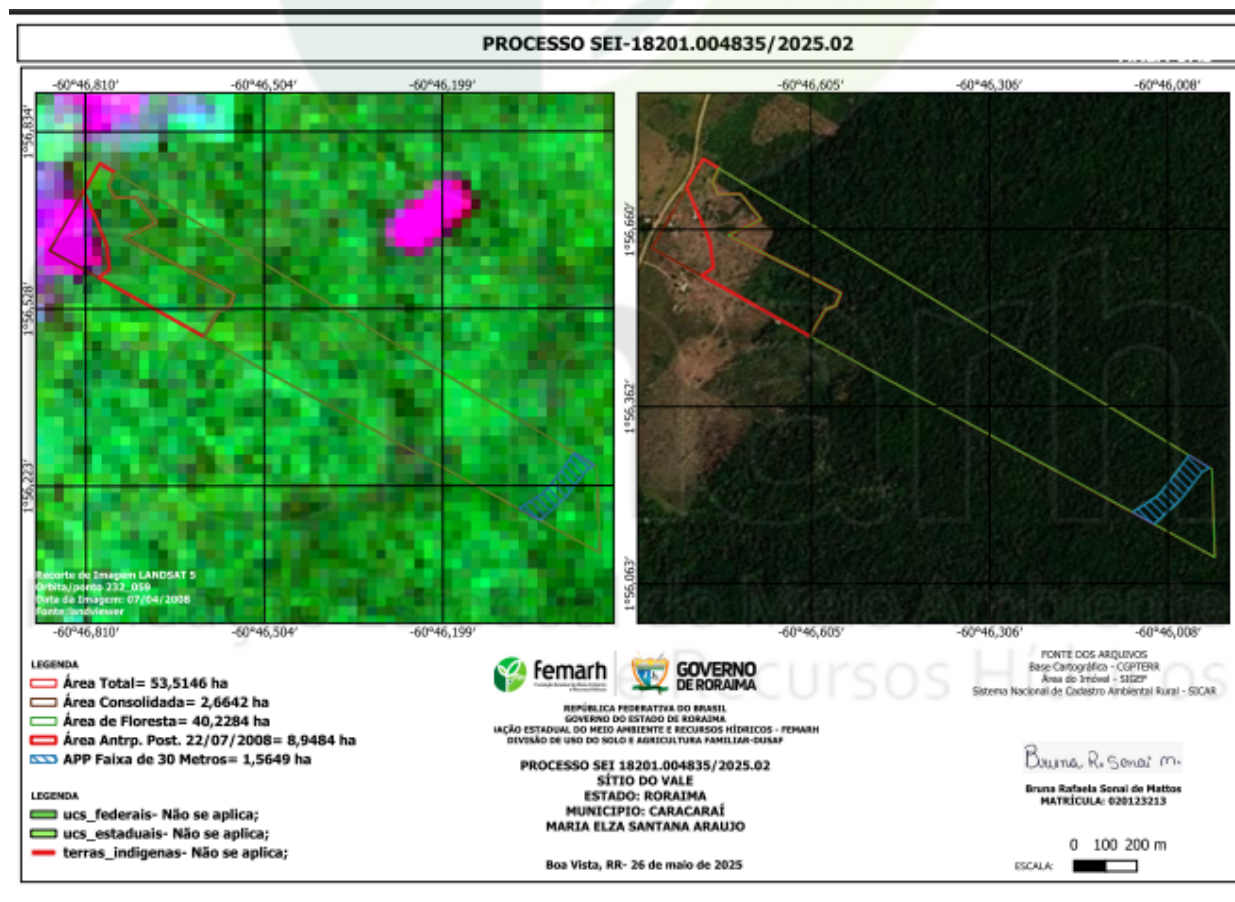 PROCESSO SEI-18201.004835/2025.02
-60°46,810'
-60°46,504'
-60°46,199'
-60°46,605'
-60°46,306'
-60°46,008'
1°56,834'
1°56,528'
1°56,223'
1°56,660'
1°56,362'
1°56,063'
Recorte de Imagem LANDSAT 5
Orbita/ponto 232_059
Data da Imagem: 07/04/2008
Fonte:landviewer
-60°46,810'
-60°46,504'
-60°46,199'
-60°46,605'
-60°46,306'
-60°46,008'
LEGENDA
Área Total= 53,5146 ha
Área Consolidada= 2,6642 ha
Área de Floresta= 40,2284 ha
Área Antrp. Post. 22/07/2008= 8,9484 ha
APP Faixa de 30 Metros= 1,5649 ha
LEGENDA
ucs_federais- Não se aplica;
ucs_estaduais- Não se aplica;
terras_indigenas- Não se aplica;
femarh
GOVERNO
DE RORAIMA
REPÚBLICA FEDERATIVA DO BRASIL
GOVERNO DO ESTADO DE RORAIMA
IAÇÃO ESTADUAL DO MEIO AMBIENTE E RECURSOS HÍDRICOS - FEMARH
DIVISÃO DE USO DO SOLO E AGRICULTURA FAMILIAR-DUSAF
PROCESSO SEI 18201.004835/2025.02
SÍTIO DO VALE
ESTADO: RORAIMA
MUNICIPIO: CARACARAÍ
MARIA ELZA SANTANA ARAUJO
Boa Vista, RR- 26 de maio de 2025
e Recursos Hídricos
FONTE DOS ARQUIVOS
Base Cartográfica - CGPTERR
Área do Imóvel - SIGEF
Sistema Nacional de Cadastro Ambiental Rural - SICAR
Bruna R. Sonai M.
Bruna Rafaela Sonai de Mattos
MATRÍCULA: 020123213
0 100 200 m
ESCALA: